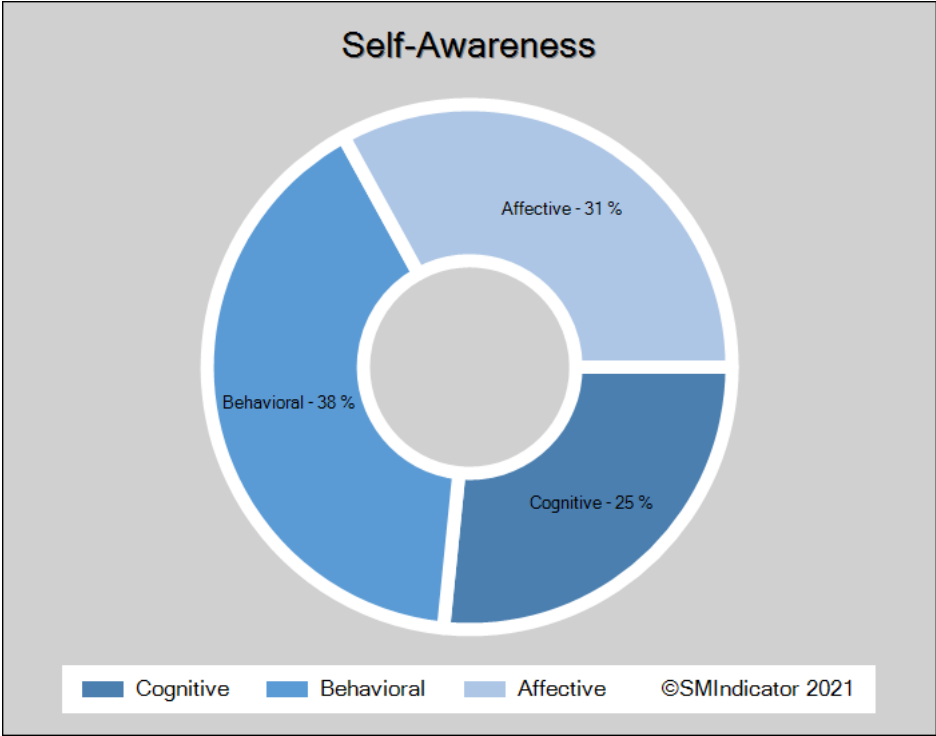 Self-Awareness
Affective - 31 %
Behavioral - 38 %
Cognitive - 25 %
Cognitive Behavioral Affective ©SMIndicator 2021